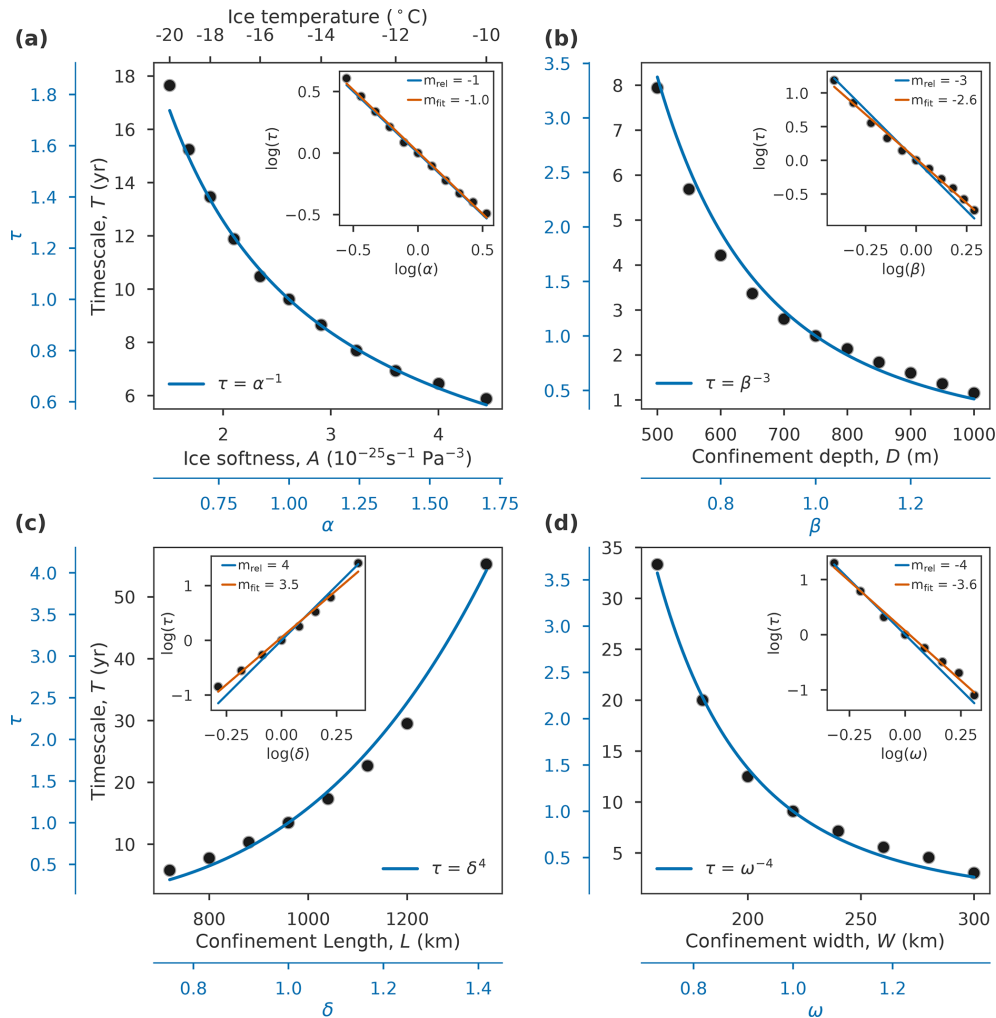 Ice temperature (°C)
(a)
-20 -18 -16 -14 -12 -10
τ
1.8
1.6
1.4
1.2
1.0
0.8
0.6
Timescale, T (yr)
18
16
14
12
10
8
6
m_rel = -1
m_fit = -1.0
log(τ)
0.5
0.0
−0.5
−0.5 0.0 0.5
log(α)
τ = α⁻¹
2 3 4
Ice softness, A (10⁻²⁵s⁻¹ Pa⁻³)
0.75 1.00 1.25 1.50 1.75
α
(b)
3.5
3.0
2.5
2.0
1.5
1.0
0.5
8
7
6
5
4
3
2
1
m_rel = -3
m_fit = -2.6
log(τ)
1.0
0.5
0.0
−0.5
−0.25 0.00 0.25
log(β)
τ = β⁻³
500 600 700 800 900 1000
Confinement depth, D (m)
0.8 1.0 1.2
β
(c)
τ
4.0
3.5
3.0
2.5
2.0
1.5
1.0
0.5
Timescale, T (yr)
50
40
30
20
10
m_rel = 4
m_fit = 3.5
log(τ)
1
0
−1
−0.25 0.00 0.25
log(δ)
τ = δ⁴
800 1000 1200
Confinement Length, L (km)
0.8 1.0 1.2 1.4
δ
(d)
3.5
3.0
2.5
2.0
1.5
1.0
0.5
35
30
25
20
15
10
5
m_rel = -4
m_fit = -3.6
log(τ)
1
0
−1
−0.25 0.00 0.25
log(ω)
τ = ω⁻⁴
200 250 300
Confinement width, W (km)
0.8 1.0 1.2
ω